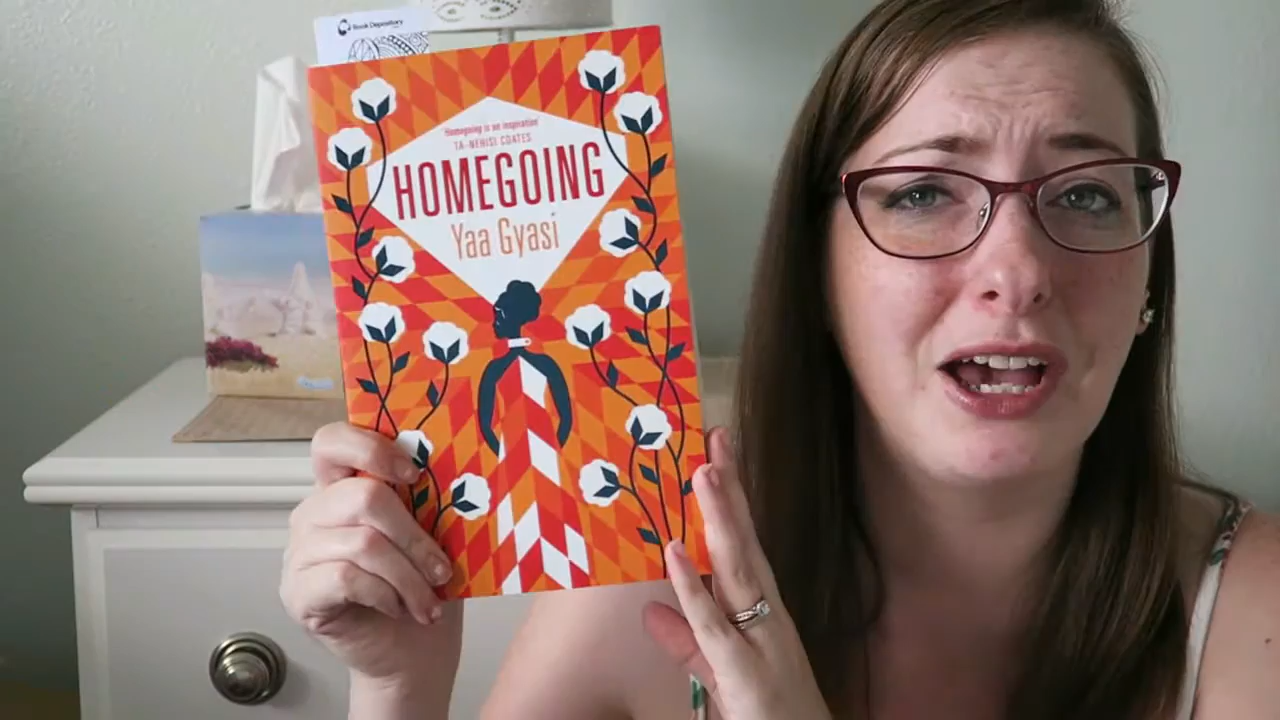 Book Depository
'Homegoing is an inspiration'
TA-NEHISI COATES
HOMEGOING
Yaa Gyasi